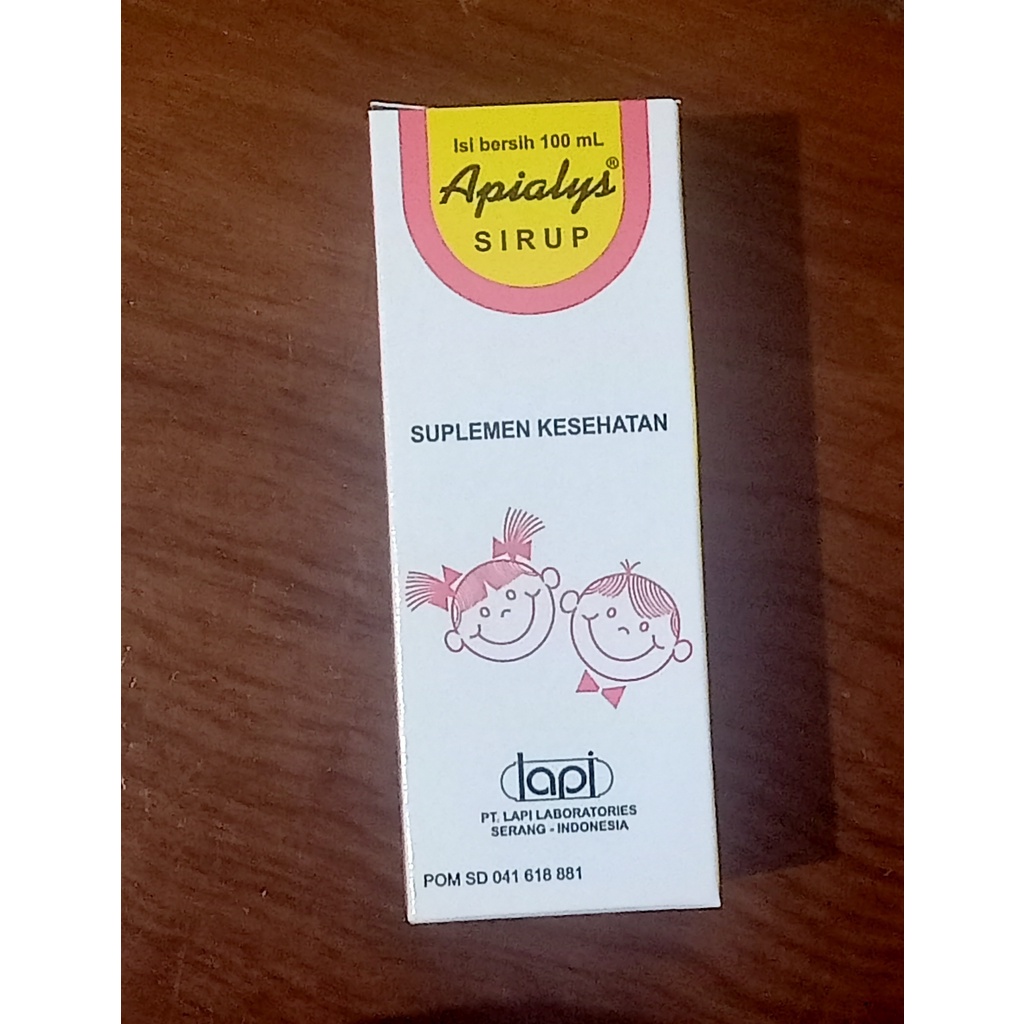 Isi bersih 100 mL
Apialys®
SIRUP
SUPLEMEN KESEHATAN
lapi
PT. LAPI LABORATORIES
SERANG - INDONESIA
POM SD 041 618 881